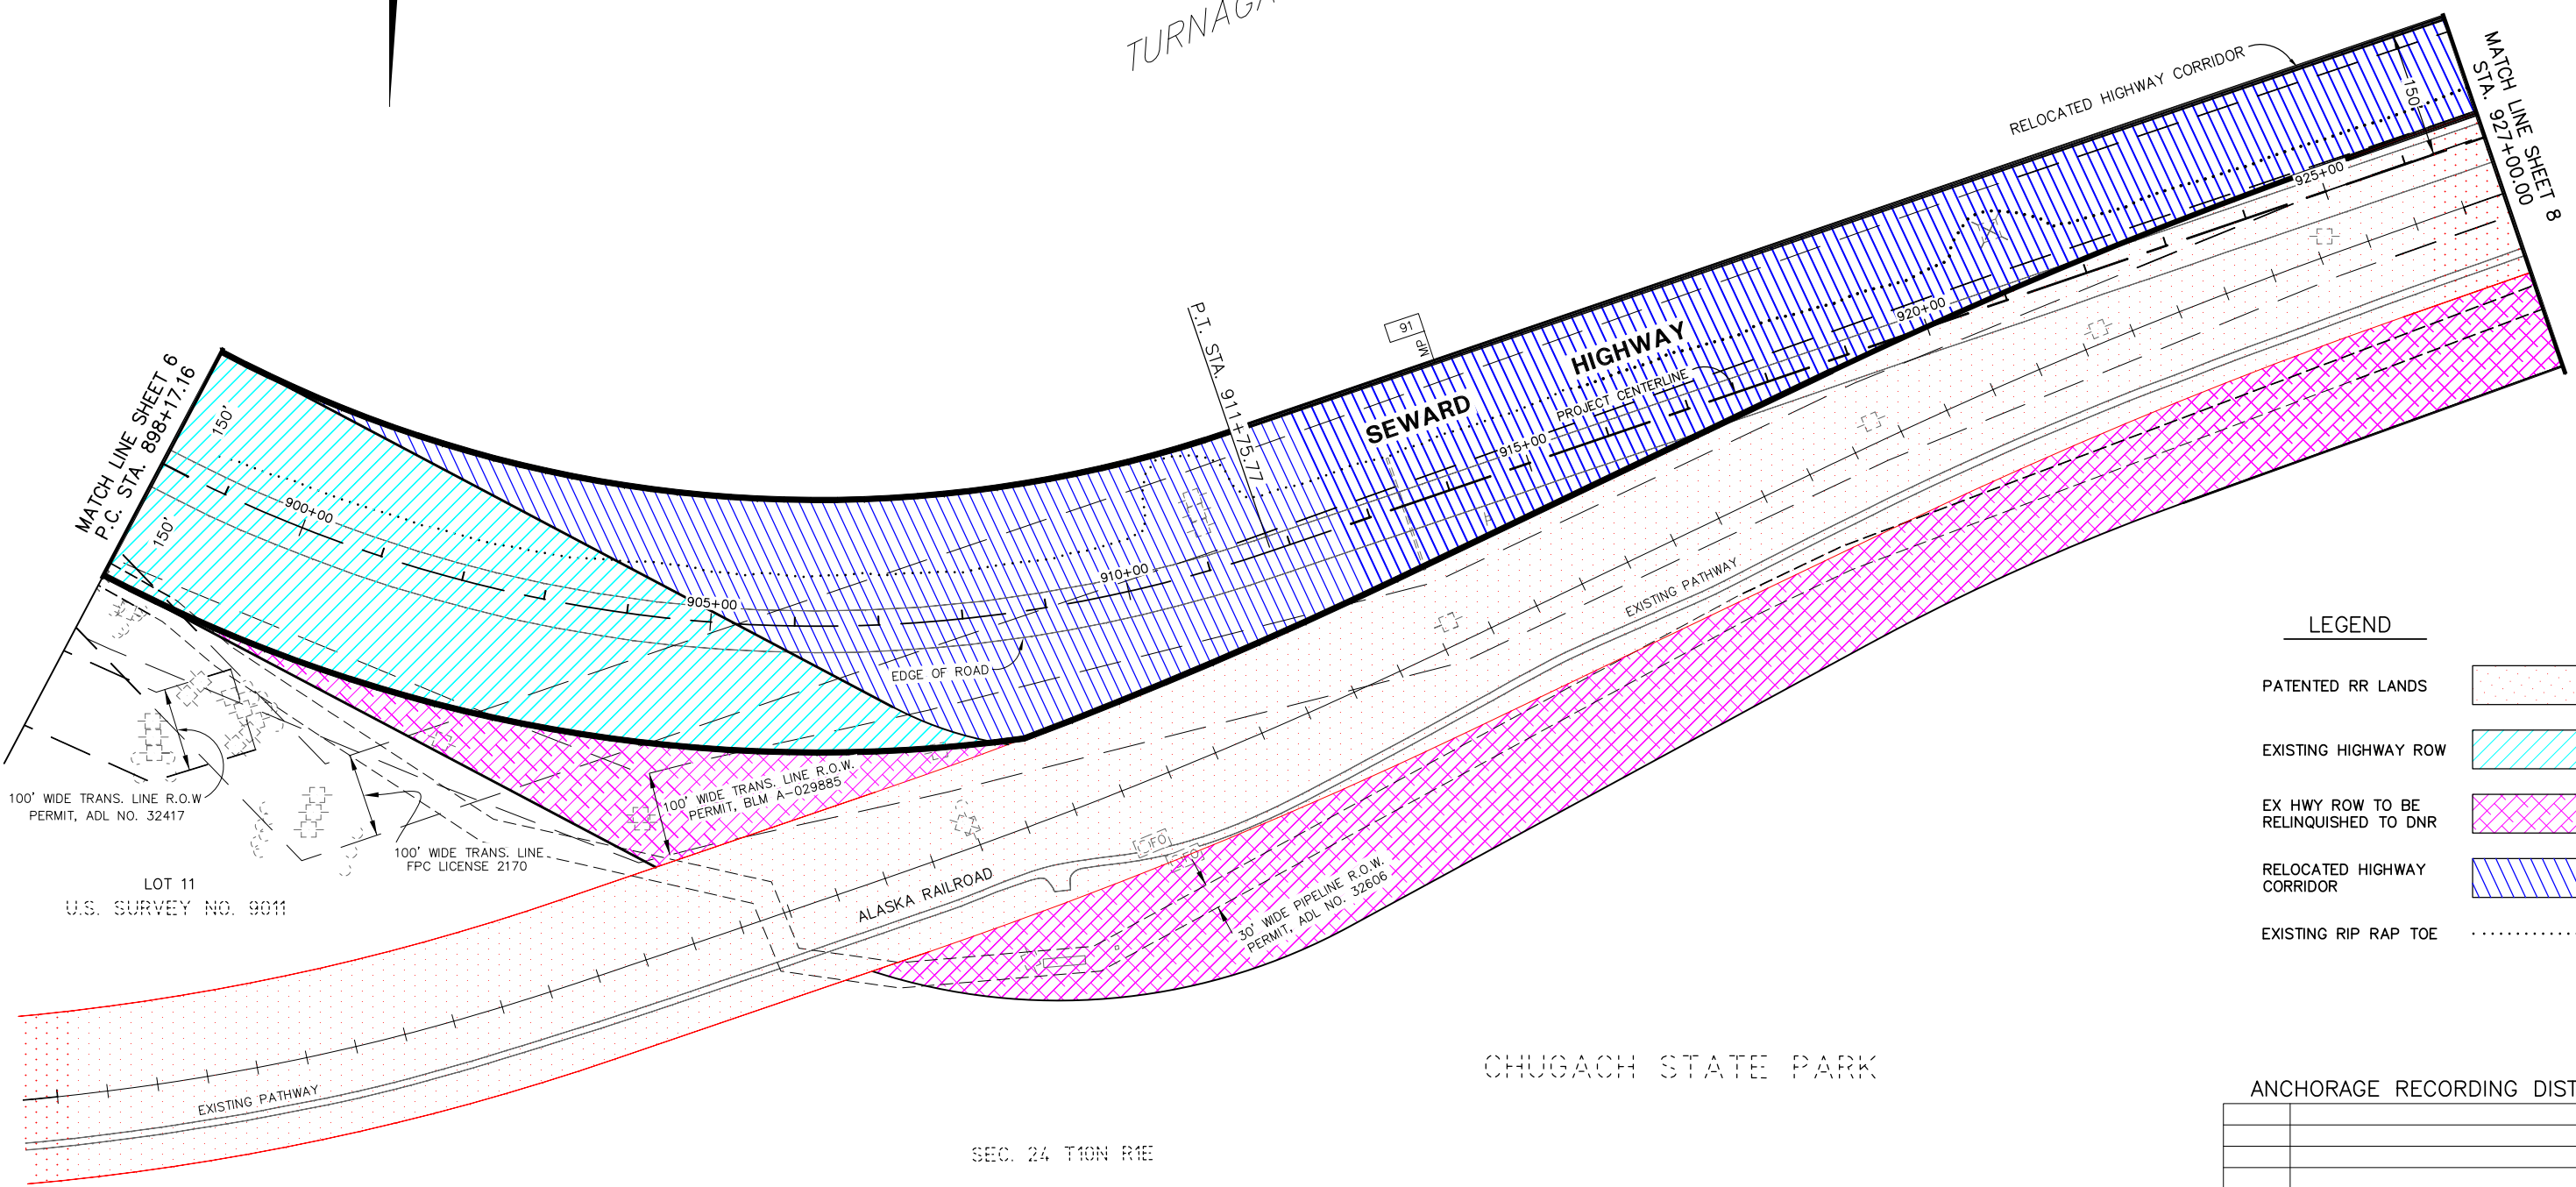 RELOCATED HIGHWAY CORRIDOR
150'
MATCH LINE SHEET 8
STA. 927+00.00
925+00
920+00
915+00
910+00
905+00
900+00
P.T. STA. 911+75.77
91
MP
SEWARD
HIGHWAY
PROJECT CENTERLINE
MATCH LINE SHEET 6
P.C. STA. 898+17.16
150'
150'
EDGE OF ROAD
EXISTING PATHWAY
100' WIDE TRANS. LINE R.O.W.
PERMIT, BLM A-029885
100' WIDE TRANS. LINE R.O.W
PERMIT, ADL NO. 32417
100' WIDE TRANS. LINE
FPC LICENSE 2170
LOT 11
U.S. SURVEY NO. 9011
ALASKA RAILROAD
FO
30' WIDE PIPELINE R.O.W.
PERMIT, ADL NO. 32606
EXISTING PATHWAY
CHUGACH STATE PARK
SEC. 24 T10N R1E
LEGEND
PATENTED RR LANDS
EXISTING HIGHWAY ROW
EX HWY ROW TO BE
RELINQUISHED TO DNR
RELOCATED HIGHWAY
CORRIDOR
EXISTING RIP RAP TOE
ANCHORAGE RECORDING DIST